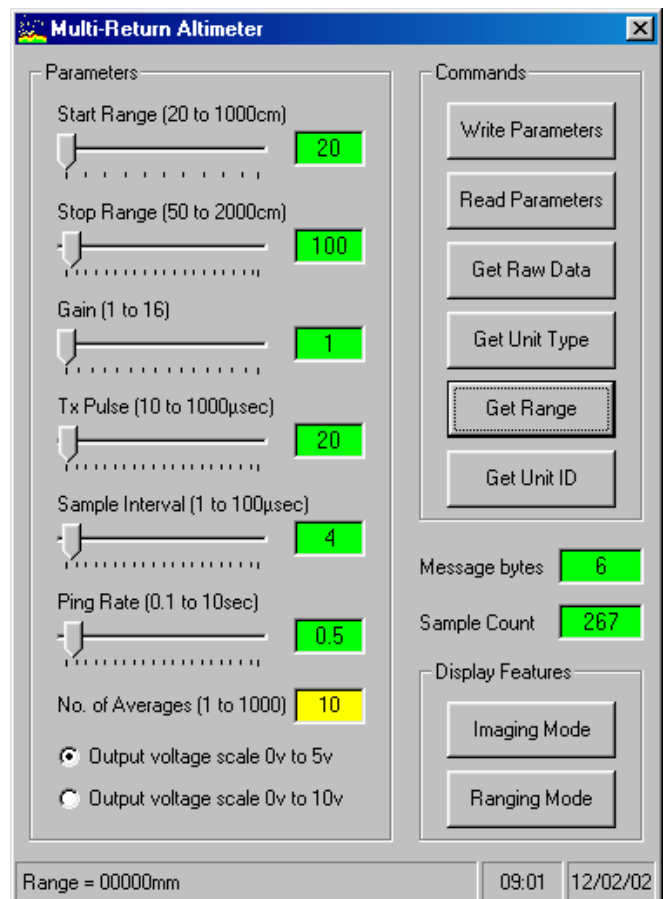 Multi-Return Altimeter
Parameters
Start Range (20 to 1000cm)
20
Stop Range (50 to 2000cm)
100
Gain (1 to 16)
1
Tx Pulse (10 to 1000µsec)
20
Sample Interval (1 to 100µsec)
4
Ping Rate (0.1 to 10sec)
0.5
No. of Averages (1 to 1000) 10
Output voltage scale 0v to 5v
Output voltage scale 0v to 10v
Commands
Write Parameters
Read Parameters
Get Raw Data
Get Unit Type
Get Range
Get Unit ID
Message bytes 6
Sample Count 267
Display Features
Imaging Mode
Ranging Mode
Range = 00000mm 09:01 12/02/02